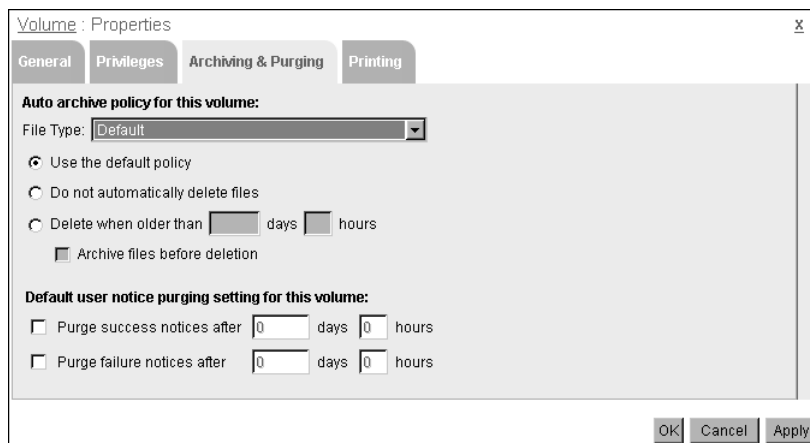 Volume : Properties x
General Privileges Archiving & Purging Printing
Auto archive policy for this volume:
File Type: Default
Use the default policy
Do not automatically delete files
Delete when older than days hours
Archive files before deletion
Default user notice purging setting for this volume:
Purge success notices after 0 days 0 hours
Purge failure notices after 0 days 0 hours
OK Cancel Apply